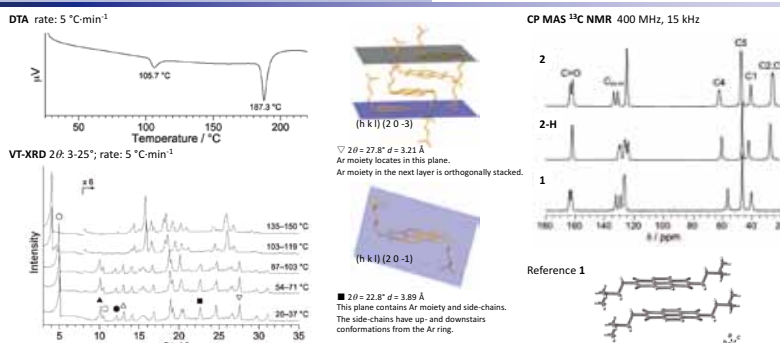 DTA rate: 5 °C·min⁻¹
μV
105.7 °C
187.3 °C
50
100
150
200
Temperature / °C
VT-XRD 2θ: 3-25°; rate: 5 °C·min⁻¹
x 6
Intensity
135-150 °C
103-119 °C
87-103 °C
54-71 °C
26-37 °C
5
10
15
20
25
30
35
(h k l) (2 0 -3)
▽ 2θ = 27.8° d = 3.21 Å
Ar moiety locates in this plane.
Ar moiety in the next layer is orthogonally stacked.
(h k l) (2 0 -1)
■ 2θ = 22.8° d = 3.89 Å
This plane contains Ar moiety and side-chains.
The side-chains have up- and downstairs
conformations from the Ar ring.
CP MAS ¹³C NMR 400 MHz, 15 kHz
2
C=O
C4
C5
C1
2-H
1
180
160
140
120
100
80
60
40
δ / ppm
Reference 1